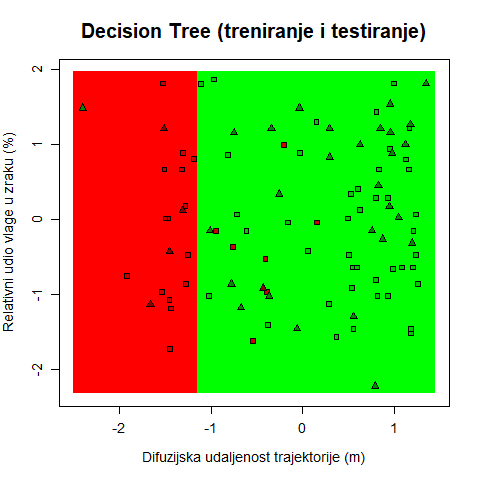 Decision Tree (treniranje i testiranje)
Relativni udio vlage u zraku (%)
2
1
0
-1
-2
-2 -1 0 1
Difuzijska udaljenost trajektorije (m)